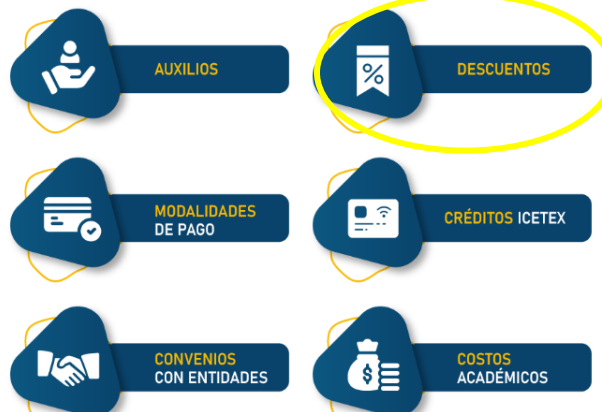 AUXILIOS
DESCUENTOS
MODALIDADES
DE PAGO
CRÉDITOS ICETEX
CONVENIOS
CON ENTIDADES
COSTOS
ACADÉMICOS